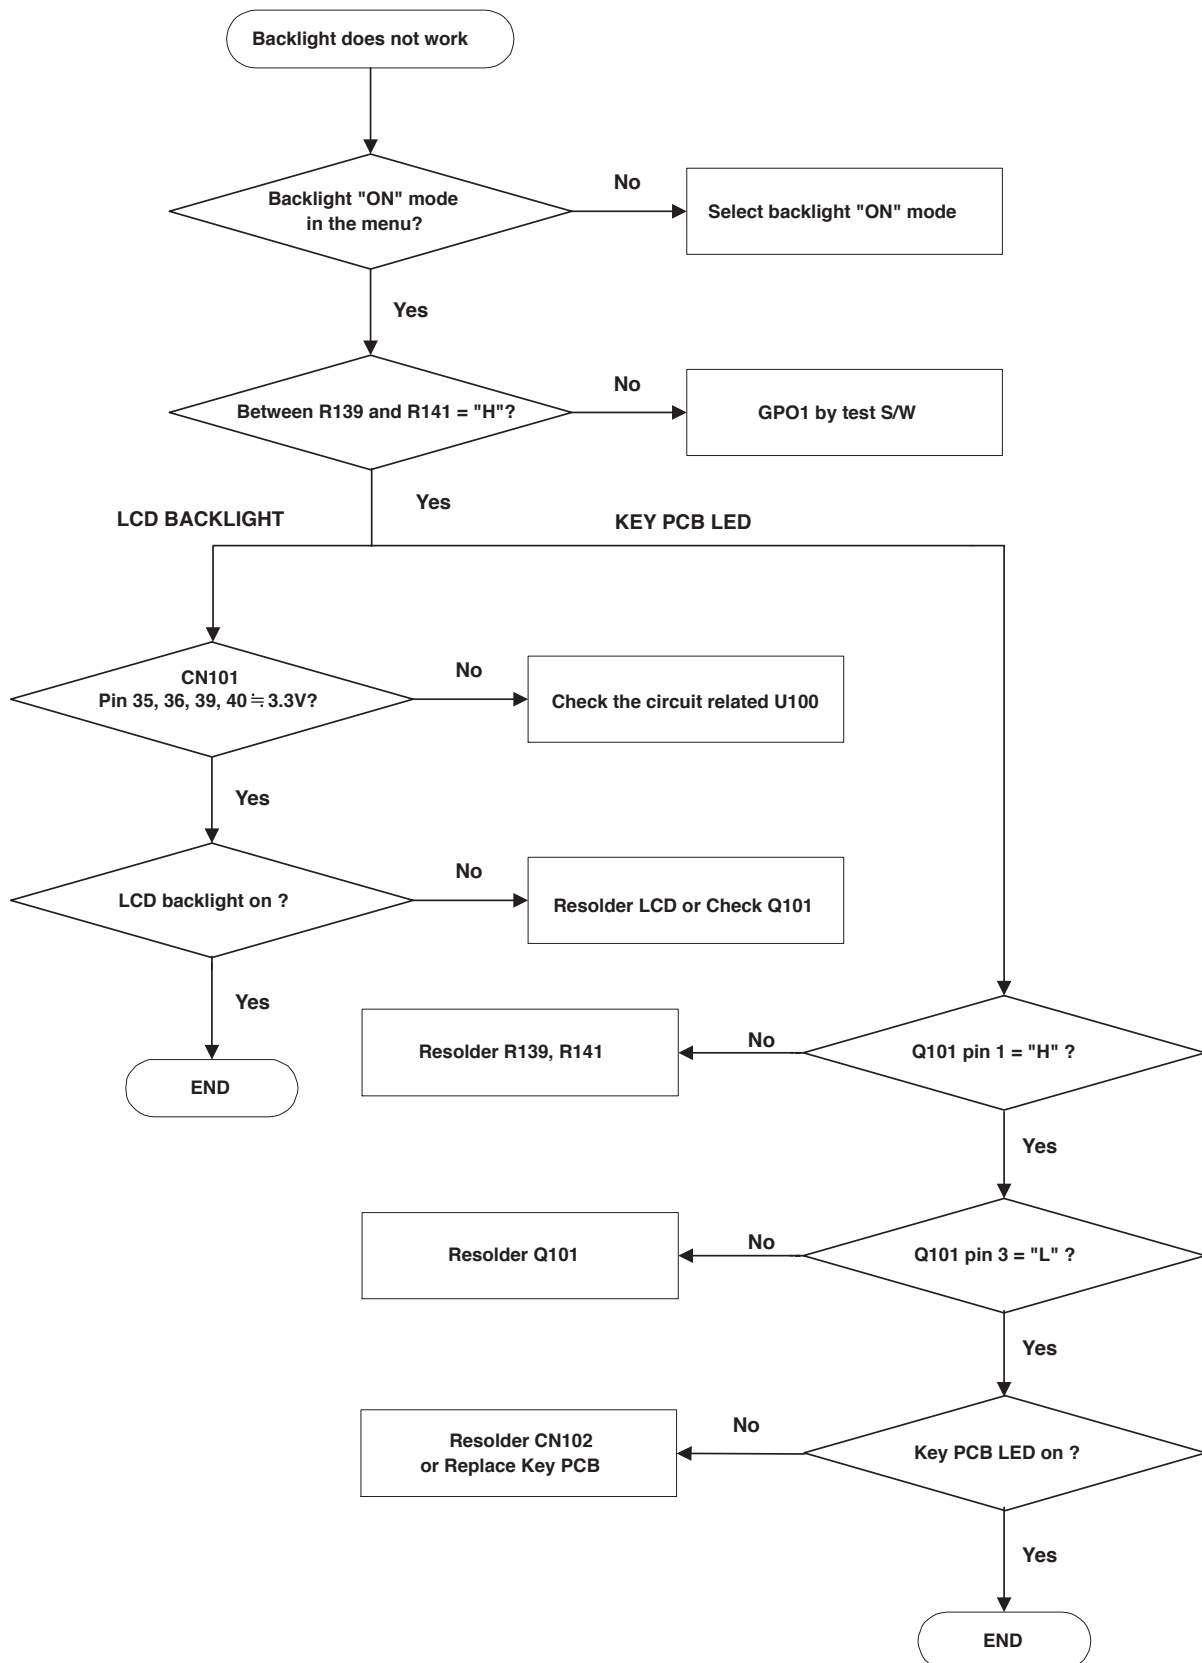 Backlight does not work
Backlight "ON" mode
in the menu?
No
Select backlight "ON" mode
Yes
Between R139 and R141 = "H"?
No
GPO1 by test S/W
Yes
LCD BACKLIGHT
KEY PCB LED
CN101
Pin 35, 36, 39, 40≒3.3V?
No
Check the circuit related U100
Yes
LCD backlight on ?
No
Resolder LCD or Check Q101
Yes
END
Q101 pin 1 = "H" ?
No
Resolder R139, R141
Yes
Q101 pin 3 = "L" ?
No
Resolder Q101
Yes
Key PCB LED on ?
No
Resolder CN102
or Replace Key PCB
Yes
END